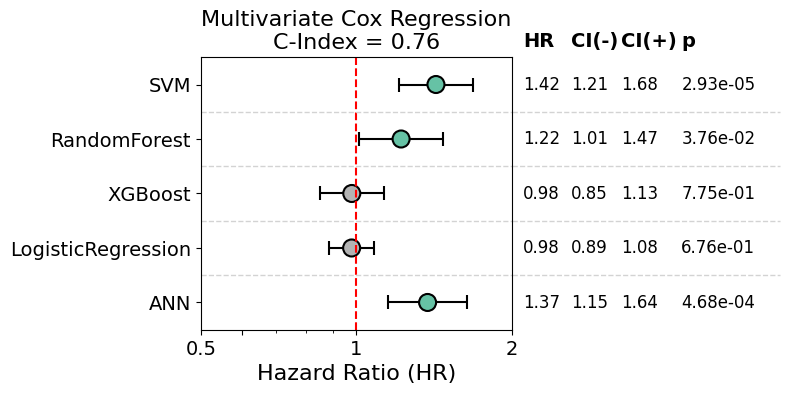 Multivariate Cox Regression
C-Index = 0.76
HR CI(-) CI(+) p
SVM 1.42 1.21 1.68 2.93e-05
RandomForest 1.22 1.01 1.47 3.76e-02
XGBoost 0.98 0.85 1.13 7.75e-01
LogisticRegression 0.98 0.89 1.08 6.76e-01
ANN 1.37 1.15 1.64 4.68e-04
0.5 1 2
Hazard Ratio (HR)